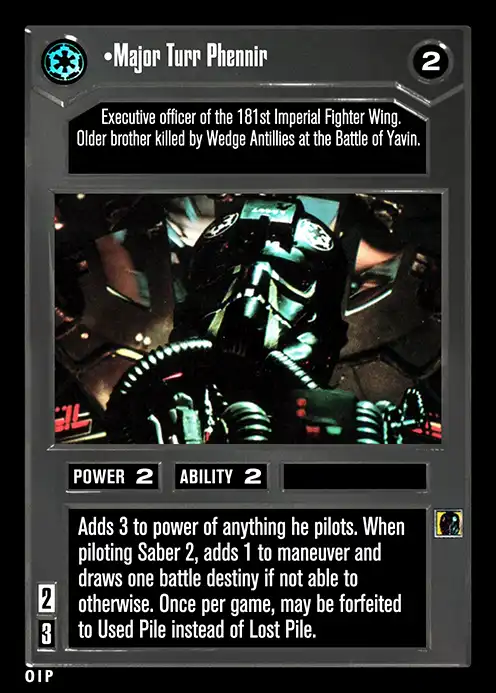 •Major Turr Phennir
2
Executive officer of the 181st Imperial Fighter Wing.
Older brother killed by Wedge Antillies at the Battle of Yavin.
POWER 2 ABILITY 2
Adds 3 to power of anything he pilots. When
piloting Saber 2, adds 1 to maneuver and
draws one battle destiny if not able to
otherwise. Once per game, may be forfeited
to Used Pile instead of Lost Pile.
2
3
OIP